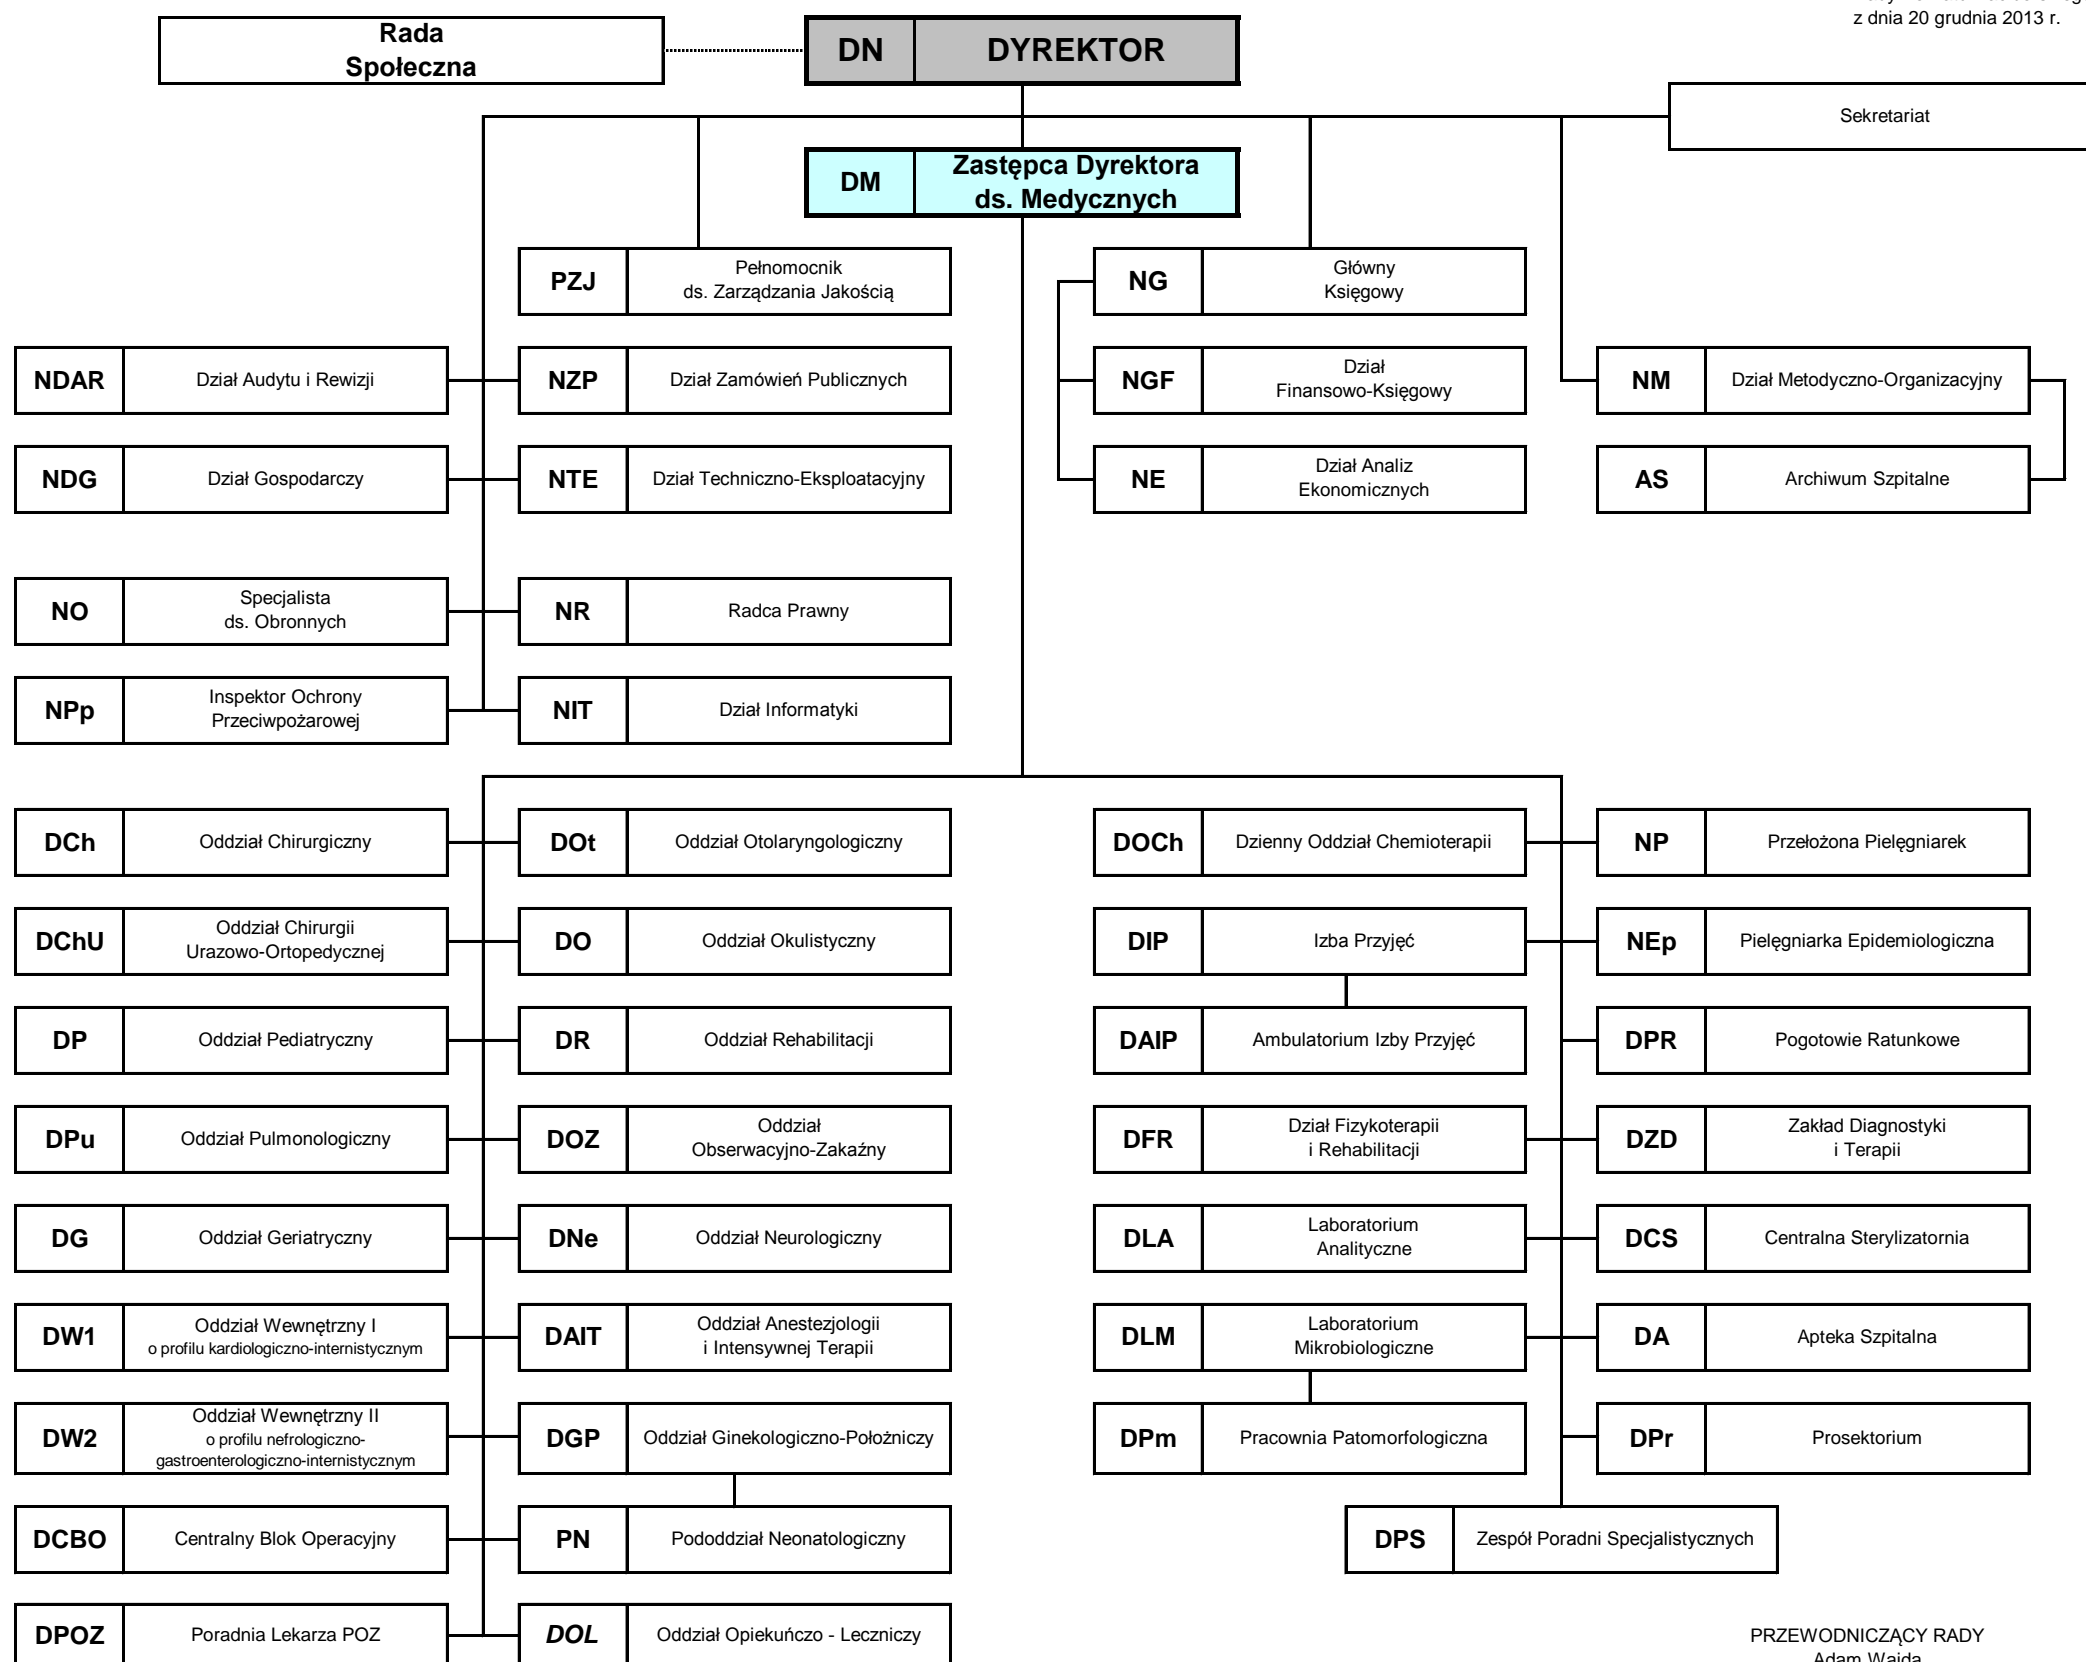 z dnia 20 grudnia 2013 r.
Rada
Społeczna
DN DYREKTOR
Sekretariat
DM Zastępca Dyrektora
ds. Medycznych
PZJ Pełnomocnik
ds. Zarządzania Jakością
NG Główny
Księgowy
NDAR Dział Audytu i Rewizji
NZP Dział Zamówień Publicznych
NGF Dział
Finansowo-Księgowy
NM Dział Metodyczno-Organizacyjny
NDG Dział Gospodarczy
NTE Dział Techniczno-Eksploatacyjny
NE Dział Analiz
Ekonomicznych
AS Archiwum Szpitalne
NO Specjalista
ds. Obronnych
NR Radca Prawny
NPp Inspektor Ochrony
Przeciwpożarowej
NIT Dział Informatyki
DCh Oddział Chirurgiczny
DOt Oddział Otolaryngologiczny
DOCh Dzienny Oddział Chemioterapii
NP Przełożona Pielęgniarek
DChU Oddział Chirurgii
Urazowo-Ortopedycznej
DO Oddział Okulistyczny
DIP Izba Przyjęć
NEp Pielęgniarka Epidemiologiczna
DP Oddział Pediatryczny
DR Oddział Rehabilitacji
DAIP Ambulatorium Izby Przyjęć
DPR Pogotowie Ratunkowe
DPu Oddział Pulmonologiczny
DOZ Oddział
Obserwacyjno-Zakaźny
DFR Dział Fizykoterapii
i Rehabilitacji
DZD Zakład Diagnostyki
i Terapii
DG Oddział Geriatryczny
DNe Oddział Neurologiczny
DLA Laboratorium
Analityczne
DCS Centralna Sterylizatornia
DW1 Oddział Wewnętrzny I
o profilu kardiologiczno-internistycznym
DAIT Oddział Anestezjologii
i Intensywnej Terapii
DLM Laboratorium
Mikrobiologiczne
DA Apteka Szpitalna
DW2 Oddział Wewnętrzny II
o profilu nefrologiczno-
gastroenterologiczno-internistycznym
DGP Oddział Ginekologiczno-Położniczy
DPm Pracownia Patomorfologiczna
DPr Prosektorium
DCBO Centralny Blok Operacyjny
PN Pododdział Neonatologiczny
DPS Zespół Poradni Specjalistycznych
DPOZ Poradnia Lekarza POZ
DOL Oddział Opiekuńczo - Leczniczy
PRZEWODNICZĄCY RADY
Adam Wajda